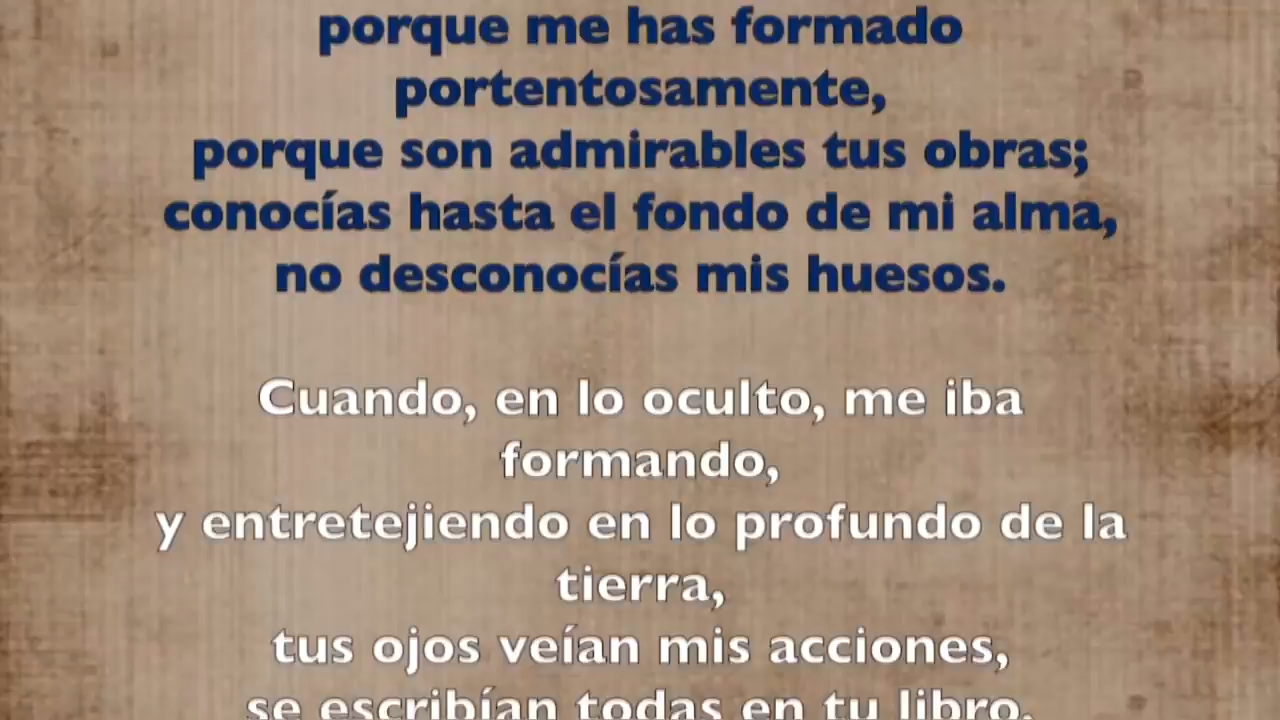 porque me has formado
portentosamente,
porque son admirables tus obras;
conocías hasta el fondo de mi alma,
no desconocías mis huesos.
Cuando, en lo oculto, me iba
formando,
y entretejiendo en lo profundo de la
tierra,
tus ojos veían mis acciones,
se escribían todas en tu libro.